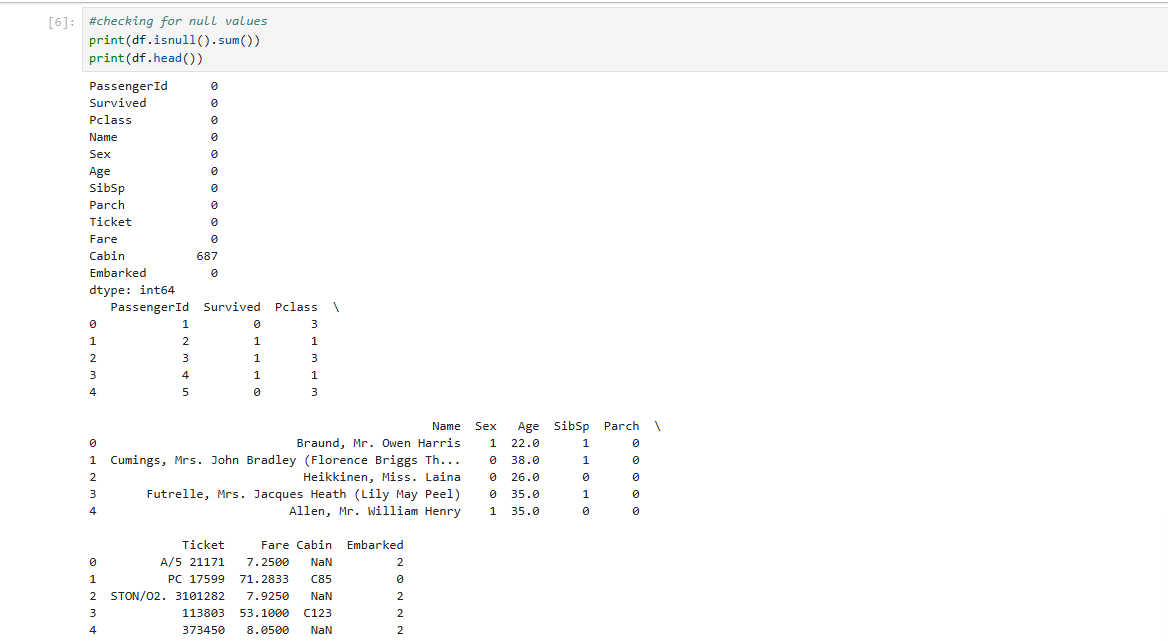 [6]: #checking for null values
print(df.isnull().sum())
print(df.head())
PassengerId      0
Survived         0
Pclass           0
Name             0
Sex              0
Age              0
SibSp            0
Parch            0
Ticket           0
Fare             0
Cabin          687
Embarked         0
dtype: int64
   PassengerId  Survived  Pclass  \
0            1         0       3
1            2         1       1
2            3         1       3
3            4         1       1
4            5         0       3
                                                Name  Sex   Age  SibSp  Parch  \
0                            Braund, Mr. Owen Harris    1  22.0      1      0
1  Cumings, Mrs. John Bradley (Florence Briggs Th...    0  38.0      1      0
2                             Heikkinen, Miss. Laina    0  26.0      0      0
3       Futrelle, Mrs. Jacques Heath (Lily May Peel)    0  35.0      1      0
4                           Allen, Mr. William Henry    1  35.0      0      0
             Ticket     Fare Cabin  Embarked
0         A/5 21171   7.2500   NaN         2
1          PC 17599  71.2833   C85         0
2  STON/O2. 3101282   7.9250   NaN         2
3            113803  53.1000  C123         2
4            373450   8.0500   NaN         2